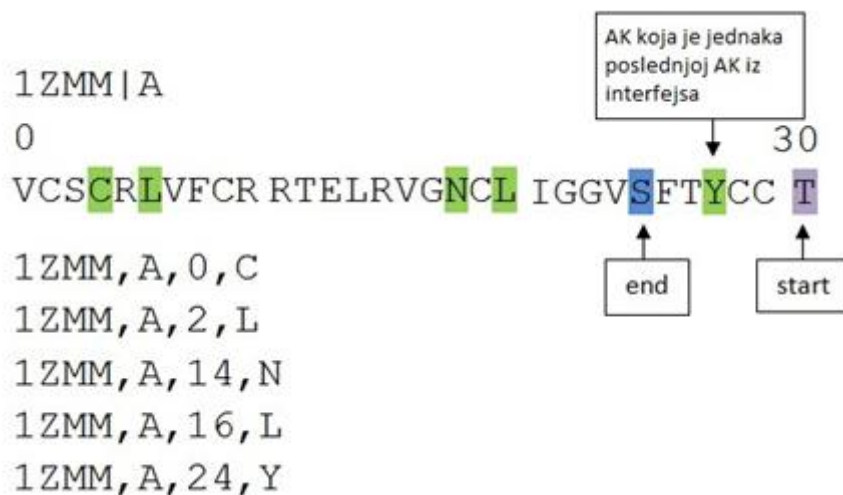 AK koja je jednaka
poslednjoj AK iz
interfejsa
1ZMM|A
0 30
VCSCRLVFCR RTELRVGNCL IGGVSFTYCC T
end start
1ZMM,A,0,C
1ZMM,A,2,L
1ZMM,A,14,N
1ZMM,A,16,L
1ZMM,A,24,Y